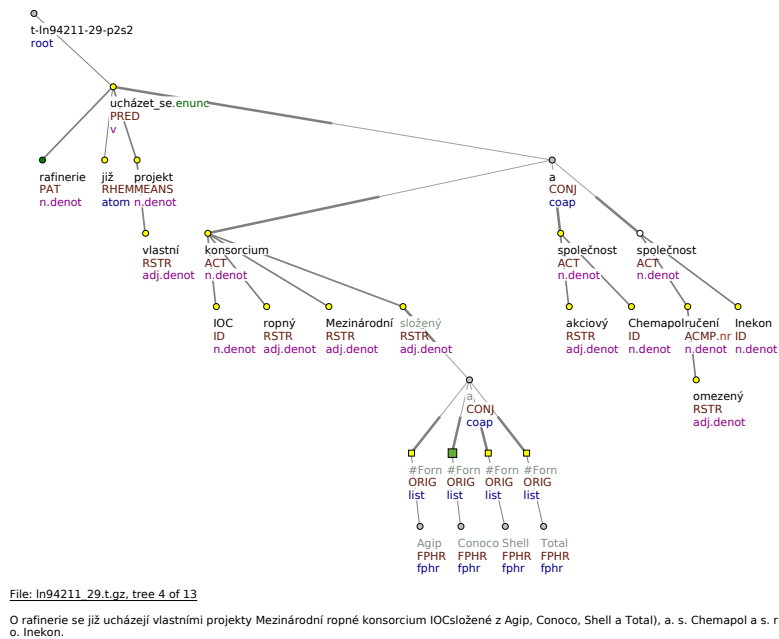 t-ln94211-29-p2s2
root
ucházet_se.enunc
PRED
v
rafinerie již projekt a
PAT RHEM MEANS CONJ
n.denot atom n.denot coap
vlastní konsorcium společnost společnost
RSTR ACT ACT ACT
adj.denot n.denot n.denot n.denot
IOC ropný Mezinárodní složený akciový Chemapol ručení Inekon
ID RSTR RSTR RSTR RSTR ID ACMP.nr ID
n.denot adj.denot adj.denot adj.denot adj.denot n.denot n.denot n.denot
a omezený
CONJ RSTR
coap adj.denot
#Forn #Forn #Forn #Forn
ORIG ORIG ORIG ORIG
list list list list
Agip Conoco Shell Total
FPHR FPHR FPHR FPHR
fphr fphr fphr fphr
File: ln94211_29.t.gz, tree 4 of 13
O rafinerie se již ucházejí vlastními projekty Mezinárodní ropné konsorcium IOCsložené z Agip, Conoco, Shell a Total), a. s. Chemapol a s. r
o. Inekon.